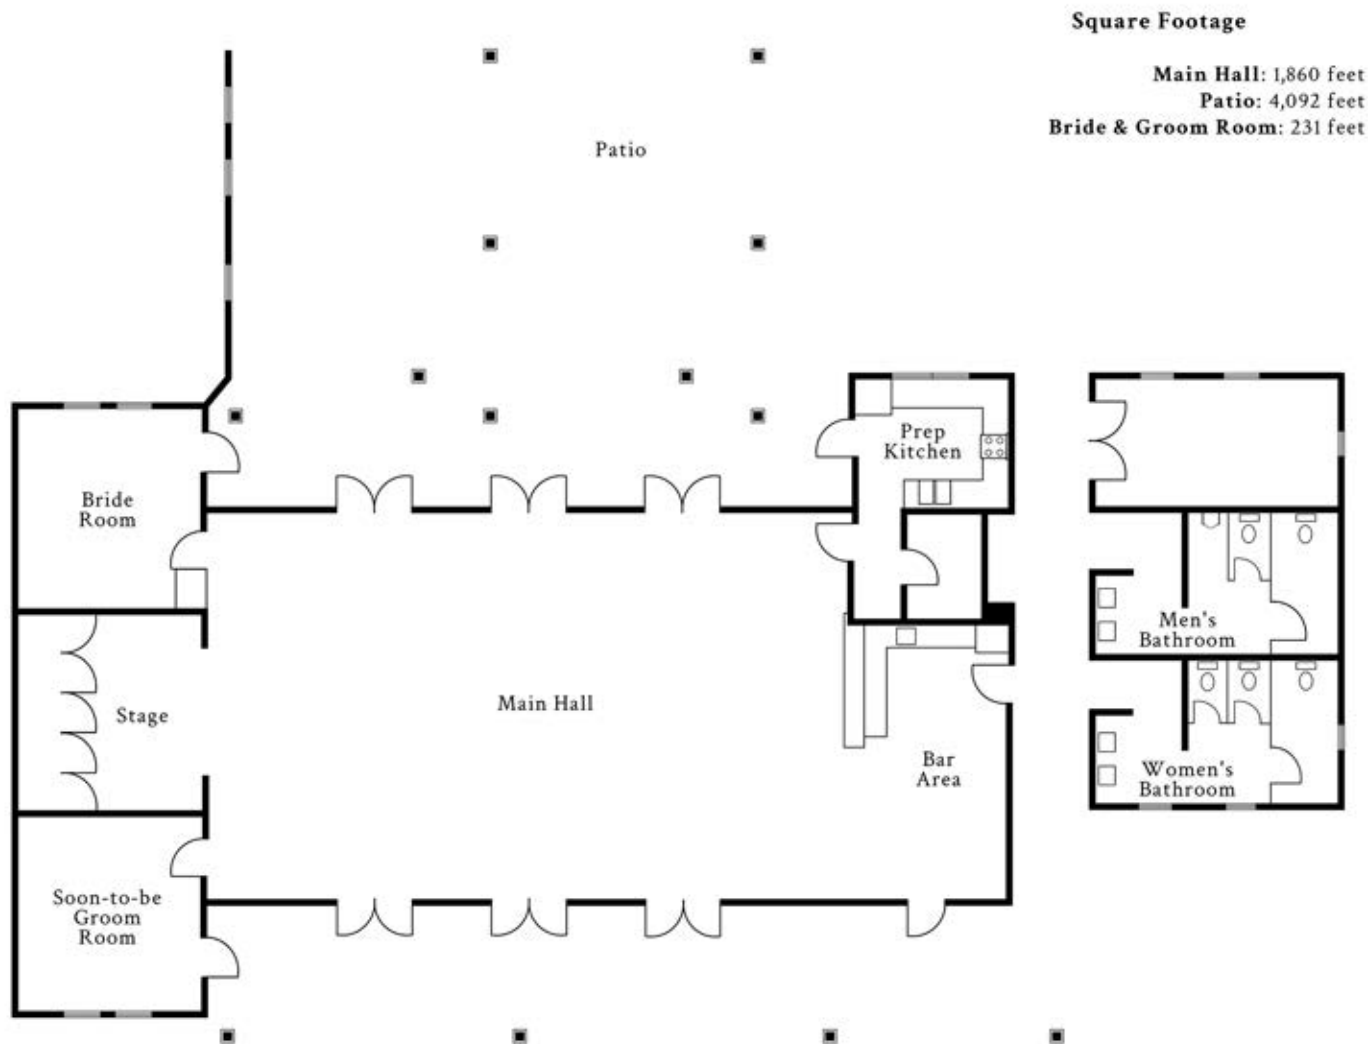 Square Footage
Main Hall: 1,860 feet
Patio: 4,092 feet
Bride & Groom Room: 231 feet
Patio
Prep
Kitchen
Bride
Room
Men's
Bathroom
Stage
Main Hall
Bar
Area
Women's
Bathroom
Soon-to-be
Groom
Room